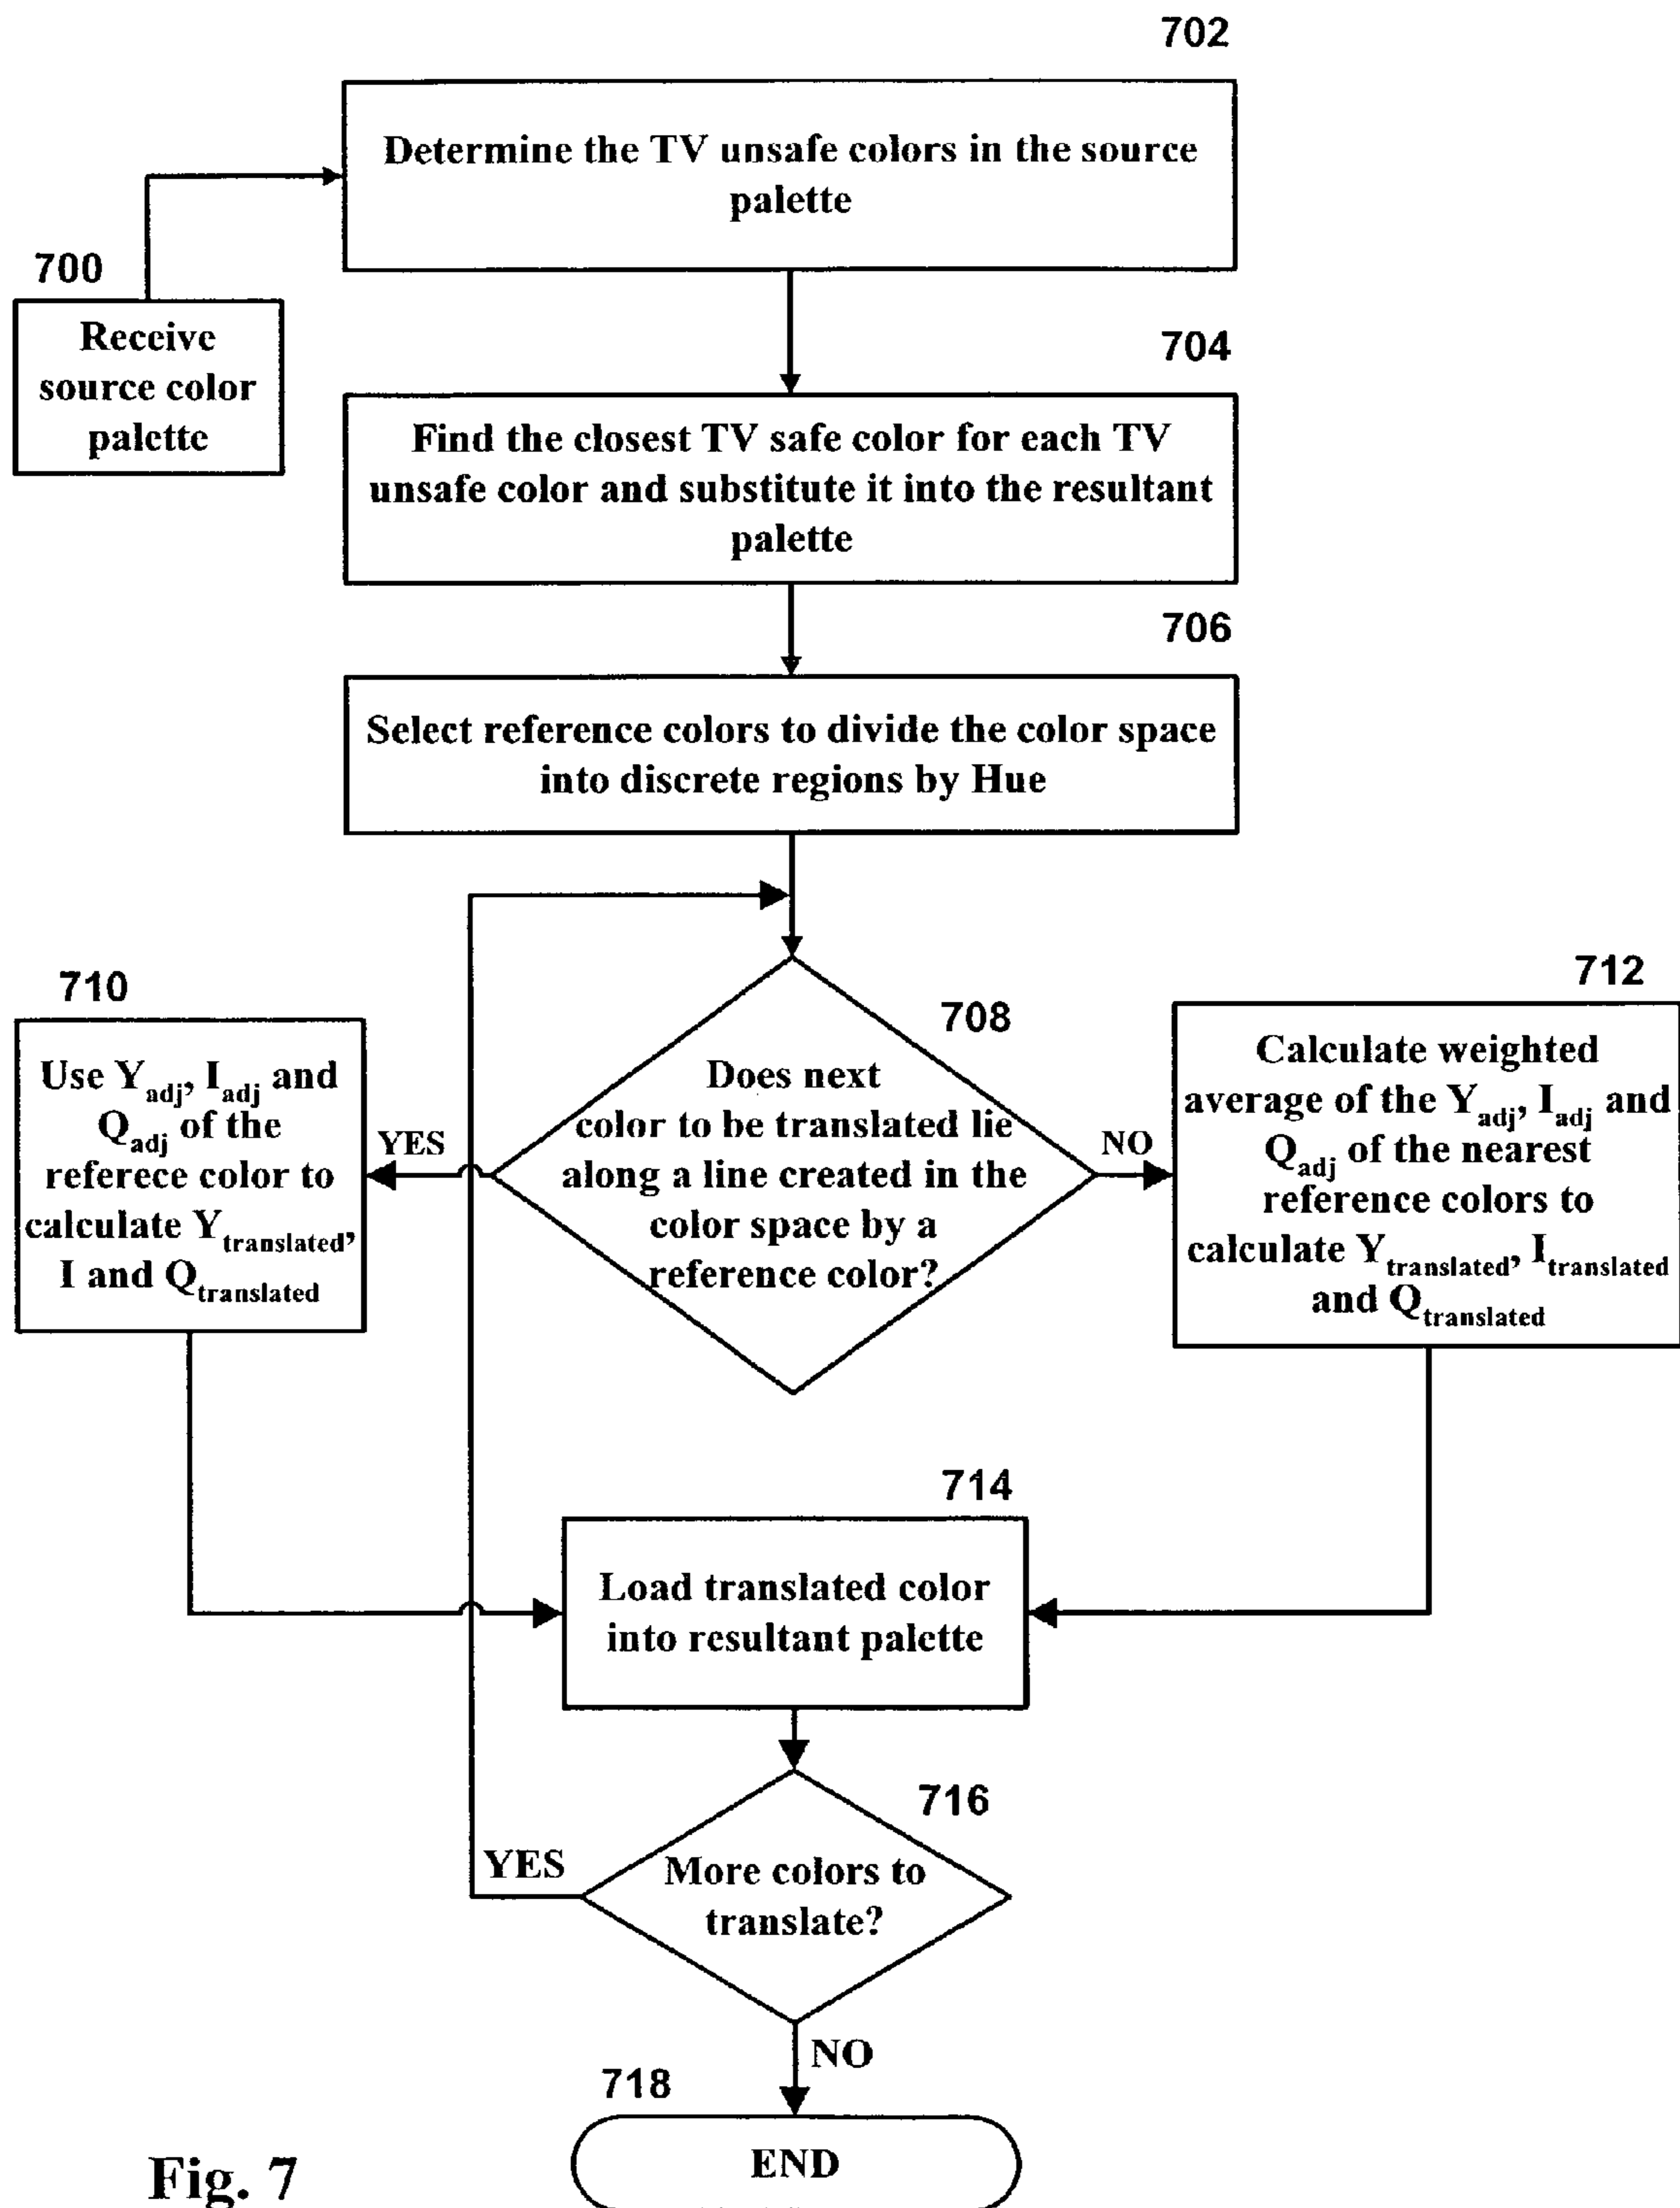 702
Determine the TV unsafe colors in the source
palette
700
Receive
source color
palette
704
Find the closest TV safe color for each TV
unsafe color and substitute it into the resultant
palette
706
Select reference colors to divide the color space
into discrete regions by Hue
710
Use Yadj, Iadj and
Qadj of the
referece color to
calculate Ytranslated,
I and Qtranslated
YES
708
Does next
color to be translated lie
along a line created in the
color space by a
reference color?
NO
712
Calculate weighted
average of the Yadj, Iadj and
Qadj of the nearest
reference colors to
calculate Ytranslated, Itranslated
and Qtranslated
714
Load translated color
into resultant palette
716
More colors to
translate?
YES
NO
718
END
Fig. 7